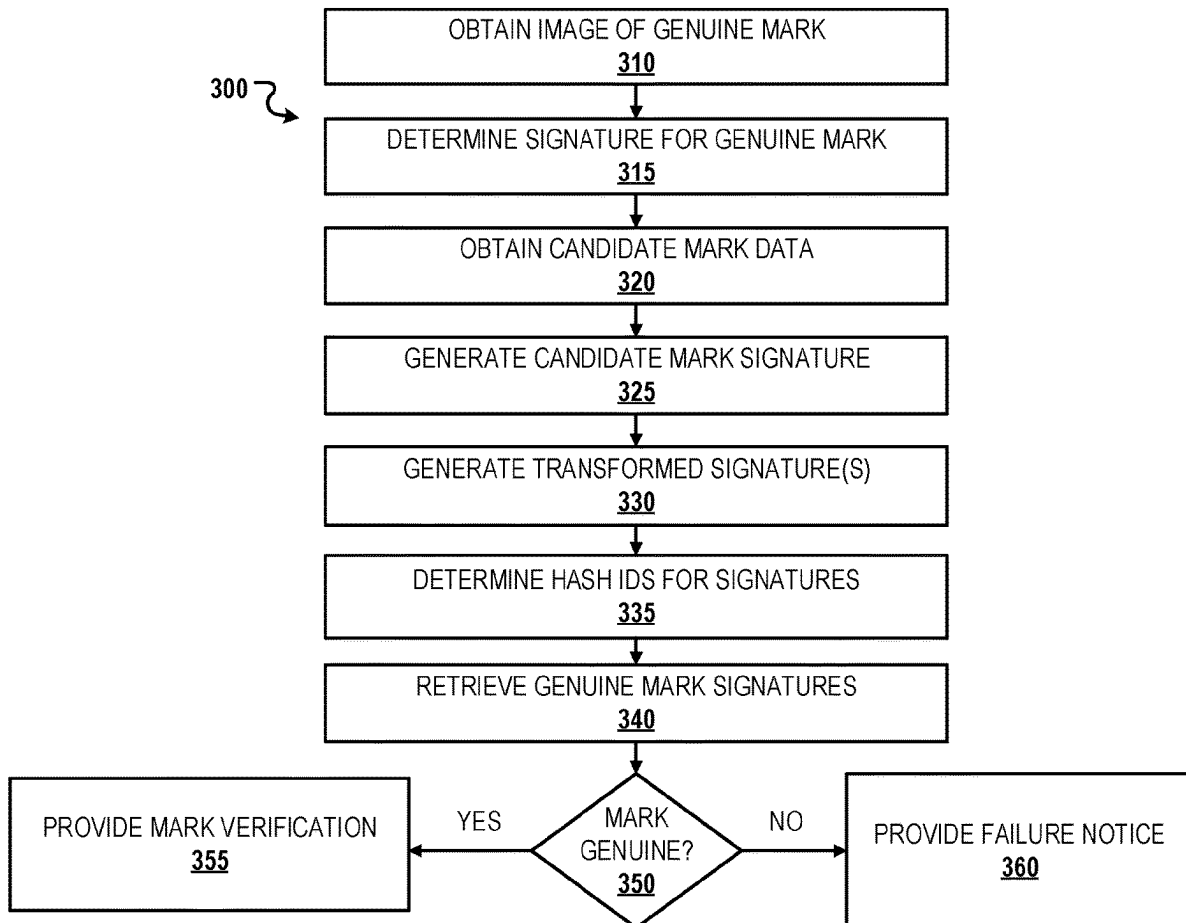 OBTAIN IMAGE OF GENUINE MARK
310
300
DETERMINE SIGNATURE FOR GENUINE MARK
315
OBTAIN CANDIDATE MARK DATA
320
GENERATE CANDIDATE MARK SIGNATURE
325
GENERATE TRANSFORMED SIGNATURE(S)
330
DETERMINE HASH IDS FOR SIGNATURES
335
RETRIEVE GENUINE MARK SIGNATURES
340
PROVIDE MARK VERIFICATION
355
YES
MARK
GENUINE?
350
NO
PROVIDE FAILURE NOTICE
360